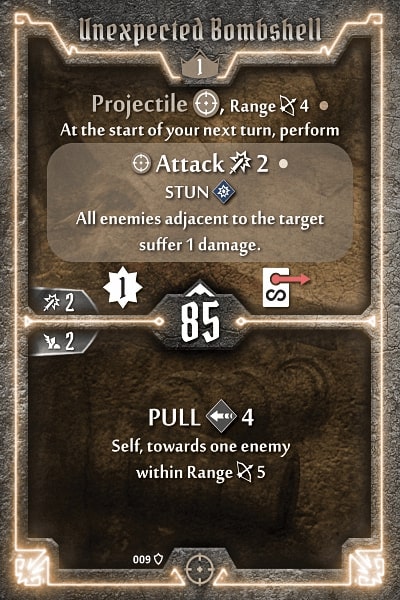 Unexpected Bombshell
1
Projectile, Range 4
At the start of your next turn, perform
Attack 2
STUN
All enemies adjacent to the target
suffer 1 damage.
1
2
85
2
PULL 4
Self, towards one enemy
within Range 5
009